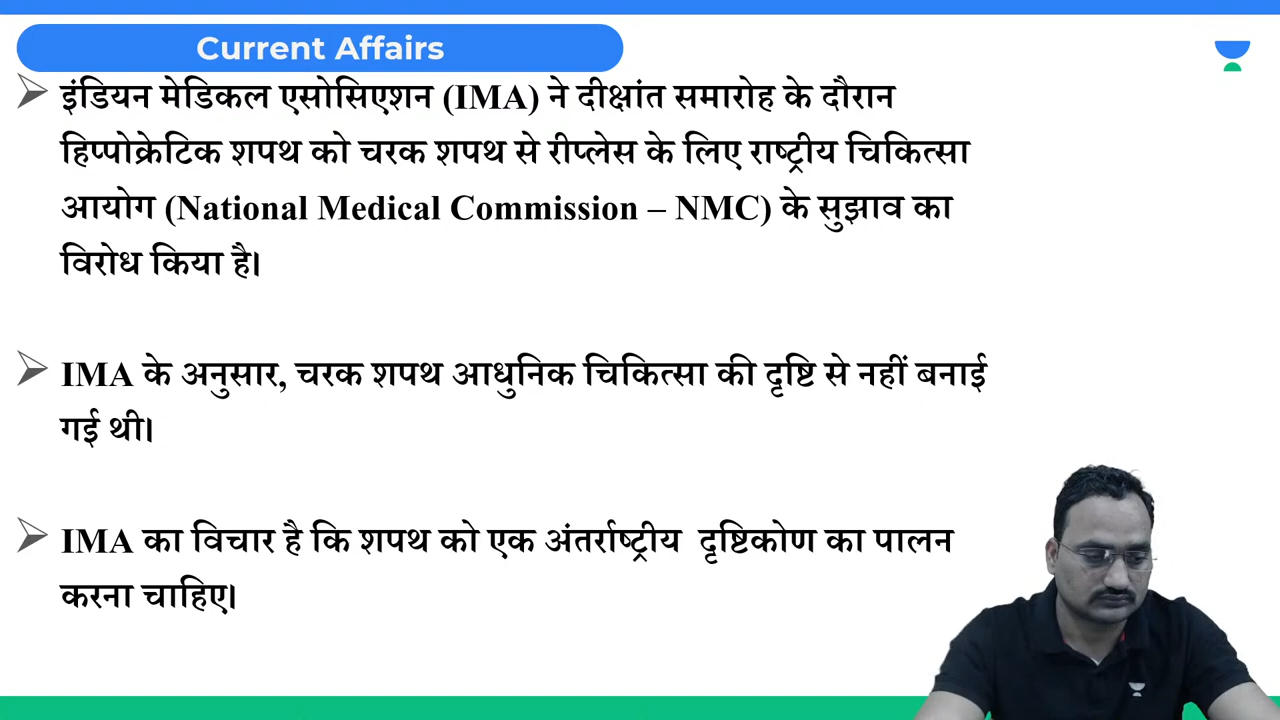 Current Affairs
इंडियन मेडिकल एसोसिएशन (IMA) ने दीक्षांत समारोह के दौरान
हिप्पोक्रेटिक शपथ को चरक शपथ से रीप्लेस के लिए राष्ट्रीय चिकित्सा
आयोग (National Medical Commission – NMC) के सुझाव का
विरोध किया है।
IMA के अनुसार, चरक शपथ आधुनिक चिकित्सा की दृष्टि से नहीं बनाई
गई थी।
IMA का विचार है कि शपथ को एक अंतर्राष्ट्रीय दृष्टिकोण का पालन
करना चाहिए।